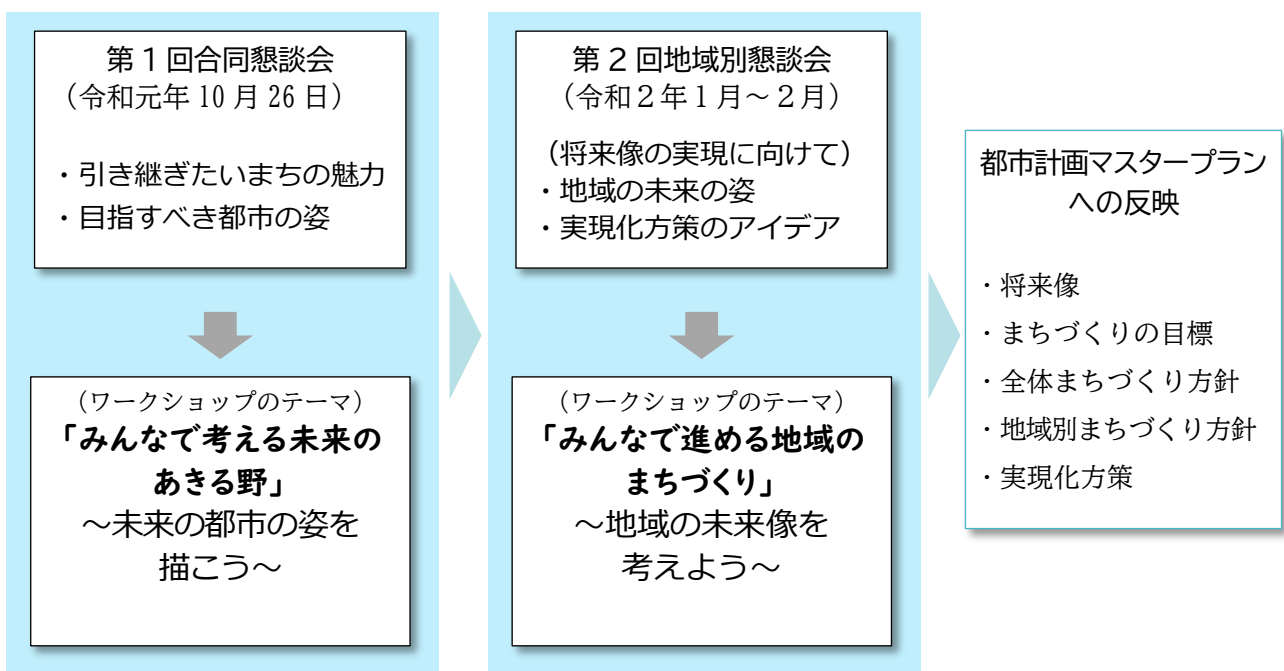 第1回合同懇談会
（令和元年 10 月 26 日）
・引き継ぎたいまちの魅力
・目指すべき都市の姿
（ワークショップのテーマ）
「みんなで考える未来の
あきる野」
～未来の都市の姿を
描こう～
第2回地域別懇談会
（令和２年１月～２月）
（将来像の実現に向けて）
・地域の未来の姿
・実現化方策のアイデア
（ワークショップのテーマ）
「みんなで進める地域の
まちづくり」
～地域の未来像を
考えよう～
都市計画マスタープラン
への反映
・将来像
・まちづくりの目標
・全体まちづくり方針
・地域別まちづくり方針
・実現化方策